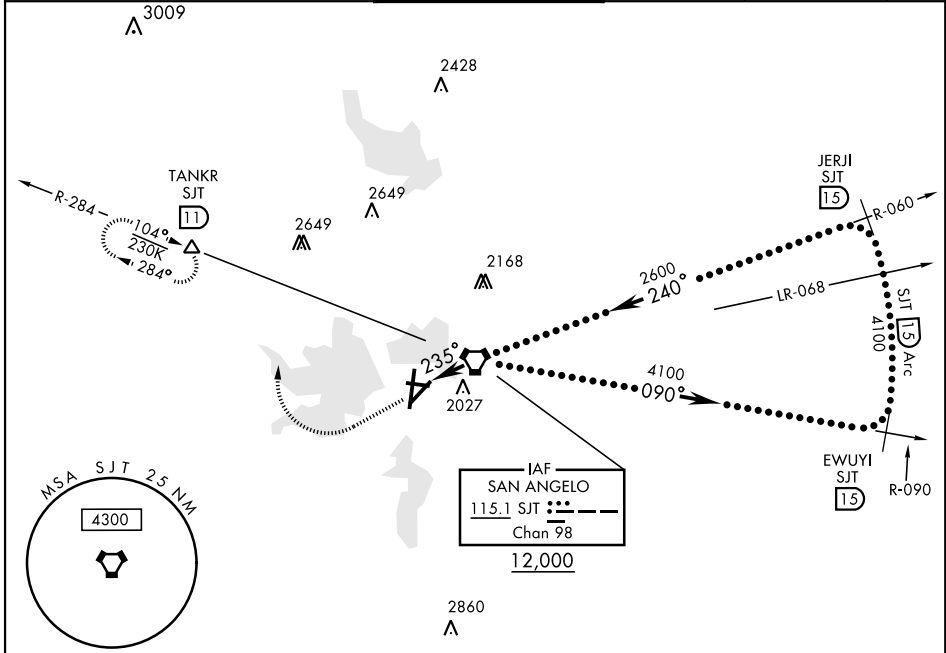 3009
2428
TANKR
SJT
11
R-284
104°
230K
284°
2649
2649
2168
JERJI
SJT
15
R-060
2600
240°
LR-068
SJT 15 Arc
4100
235°
2027
4100
090°
EWUYI
SJT
15
R-090
IAF
SAN ANGELO
115.1 SJT
Chan 98
12,000
MSA SJT 25 NM
4300
2860